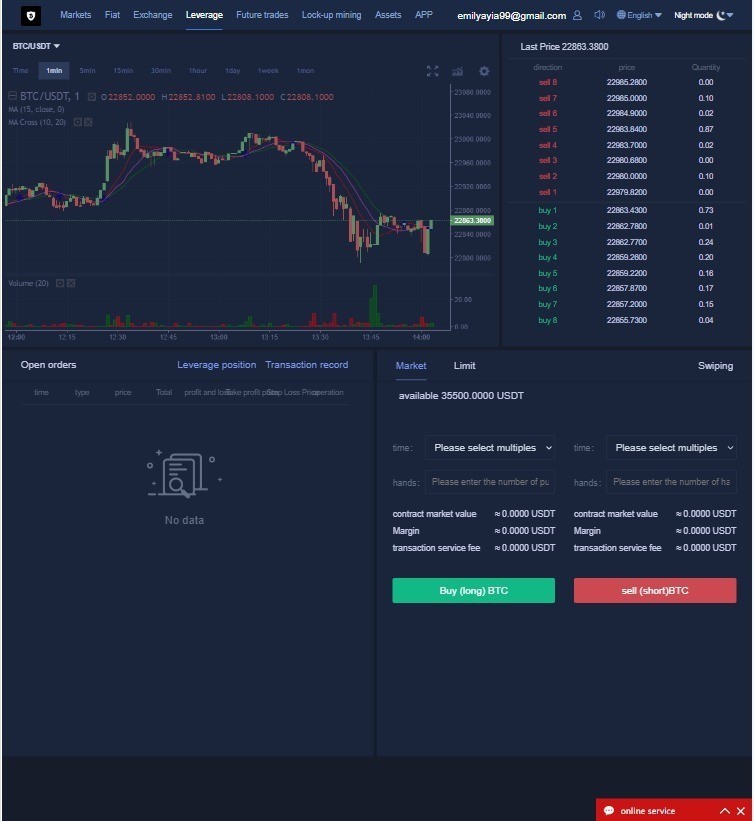 Markets Fiat Exchange Leverage Future trades Lock-up mining Assets APP emilyayia99@gmail.com English Night mode
BTC/USDT
Time 1min 5min 15min 30min 1hour 1day 1week 1mon
BTC/USDT, 1 O22852.0000 H22852.8100 L22808.1000 C22808.1000
MA (15, close, 0)
MA Cross (10, 20)
23080.0000
23040.0000
23000.0000
22960.0000
22920.0000
22880.0000
22863.3800
22840.0000
22800.0000
Volume (20)
20.00
0.00
12:00 12:15 12:30 12:45 13:00 13:15 13:30 13:45 14:00
Last Price 22863.3800
direction price Quantity
sell 8 22985.2800 0.00
sell 7 22985.0000 0.10
sell 6 22984.9000 0.02
sell 5 22983.8400 0.87
sell 4 22983.7000 0.02
sell 3 22980.6800 0.00
sell 2 22980.0000 0.10
sell 1 22979.8200 0.00
buy 1 22863.4300 0.73
buy 2 22862.7800 0.01
buy 3 22862.7700 0.24
buy 4 22859.2600 0.20
buy 5 22859.2200 0.16
buy 6 22857.8700 0.17
buy 7 22857.2000 0.15
buy 8 22855.7300 0.04
Open orders Leverage position Transaction record
time type price Total profit and loss Take profit price Stop Loss Price operation
No data
Market Limit Swiping
available 35500.0000 USDT
time: Please select multiples time: Please select multiples
hands: Please enter the number of pu hands: Please enter the number of ha
contract market value ≈ 0.0000 USDT contract market value ≈ 0.0000 USDT
Margin ≈ 0.0000 USDT Margin ≈ 0.0000 USDT
transaction service fee ≈ 0.0000 USDT transaction service fee ≈ 0.0000 USDT
Buy (long) BTC sell (short)BTC
online service